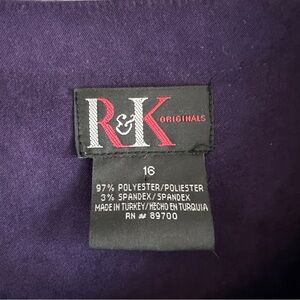 R&K ORIGINALS
16
97% POLYESTER/POLIESTER
3% SPANDEX/SPANDEX
MADE IN TURKEY/HECHO EN TURQUIA
RN # 89700